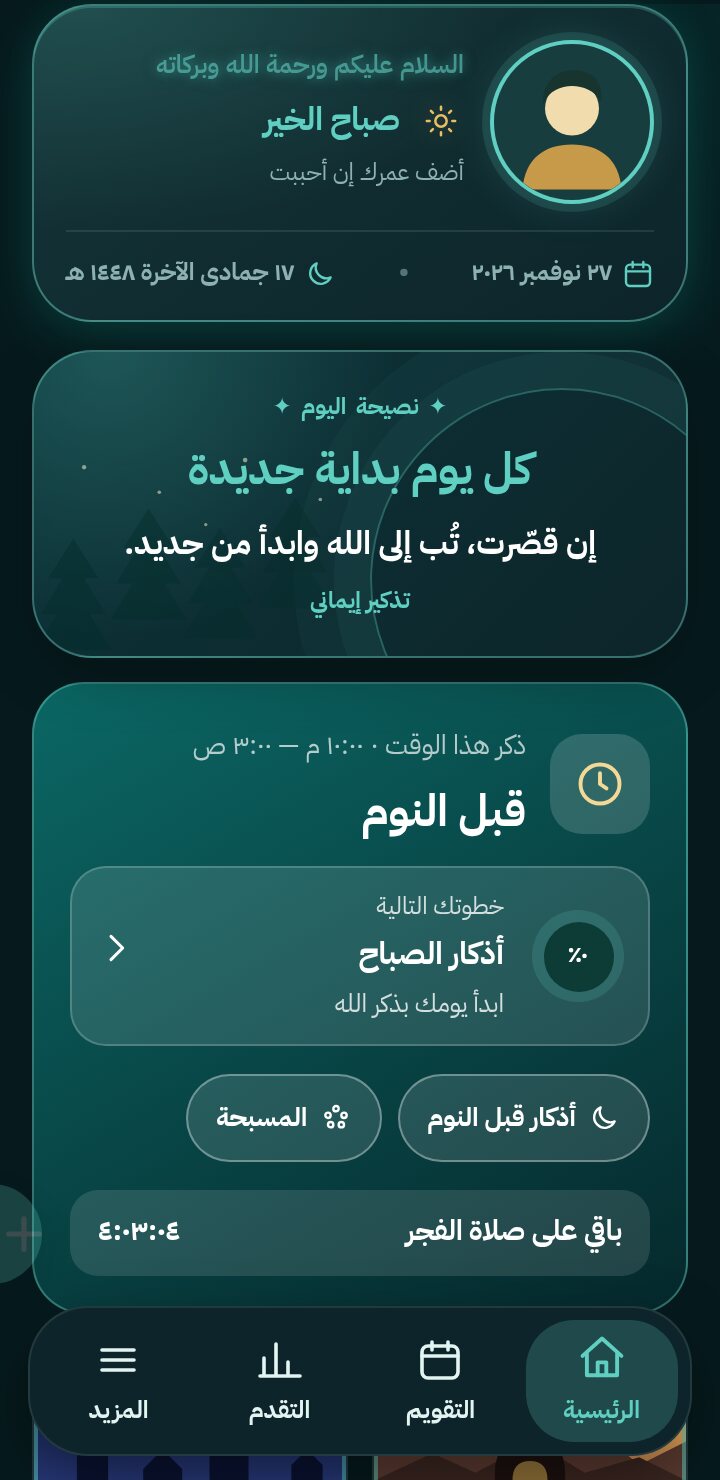 السلام عليكم ورحمة الله وبركاته
صباح الخير
أضف عمرك إن أحببت
٢٧ نوفمبر ٢٠٢٦ • ١٧ جمادى الآخرة ١٤٤٨ هـ
✦ نصيحة اليوم ✦
كل يوم بداية جديدة
إن قصّرت، تُب إلى الله وابدأ من جديد.
تذكير إيماني
ذكر هذا الوقت · ١٠:٠٠ م — ٣:٠٠ ص
قبل النوم
خطوتك التالية
٠٪
أذكار الصباح
ابدأ يومك بذكر الله
أذكار قبل النوم
المسبحة
باقي على صلاة الفجر
٤:٠٣:٠٤
الرئيسية
التقويم
التقدم
المزيد